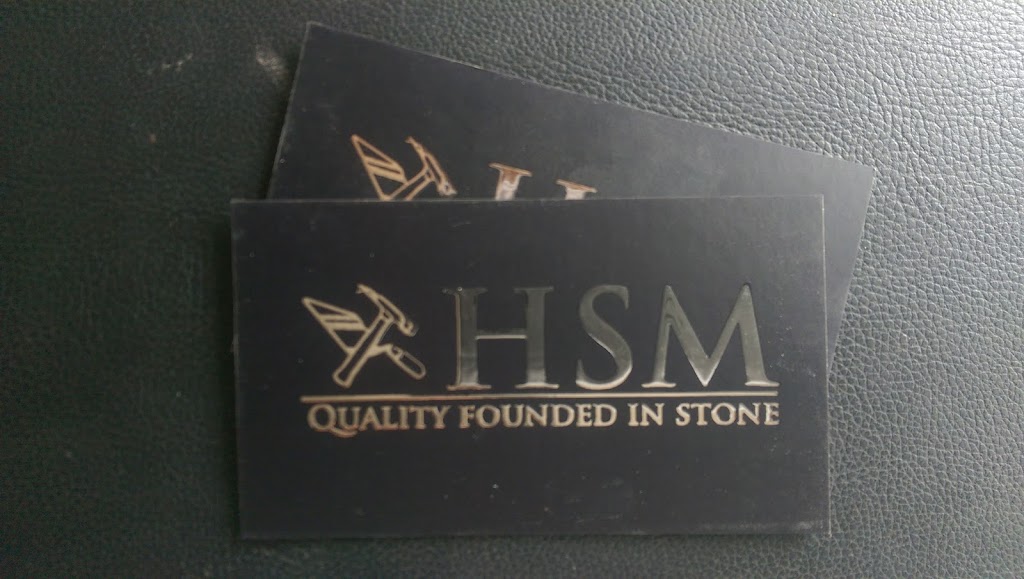 HSM
QUALITY FOUNDED IN STONE